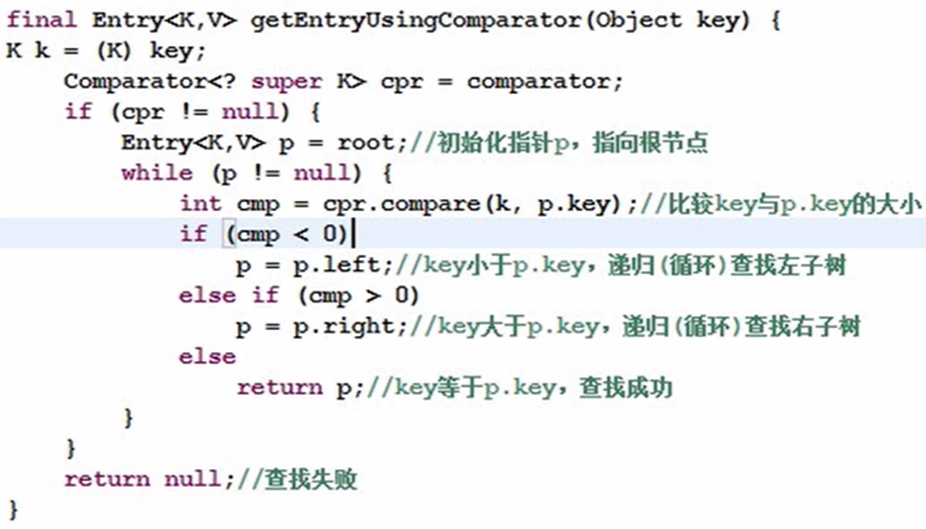 final Entry<K,V> getEntryUsingComparator(Object key) {
K k = (K) key;
    Comparator<? super K> cpr = comparator;
    if (cpr != null) {
        Entry<K,V> p = root;//初始化指针p，指向根节点
        while (p != null) {
            int cmp = cpr.compare(k, p.key);//比较key与p.key的大小
            if (cmp < 0)
                p = p.left;//key小于p.key，递归(循环)查找左子树
            else if (cmp > 0)
                p = p.right;//key大于p.key，递归(循环)查找右子树
            else
                return p;//key等于p.key，查找成功
        }
    }
    return null;//查找失败
}